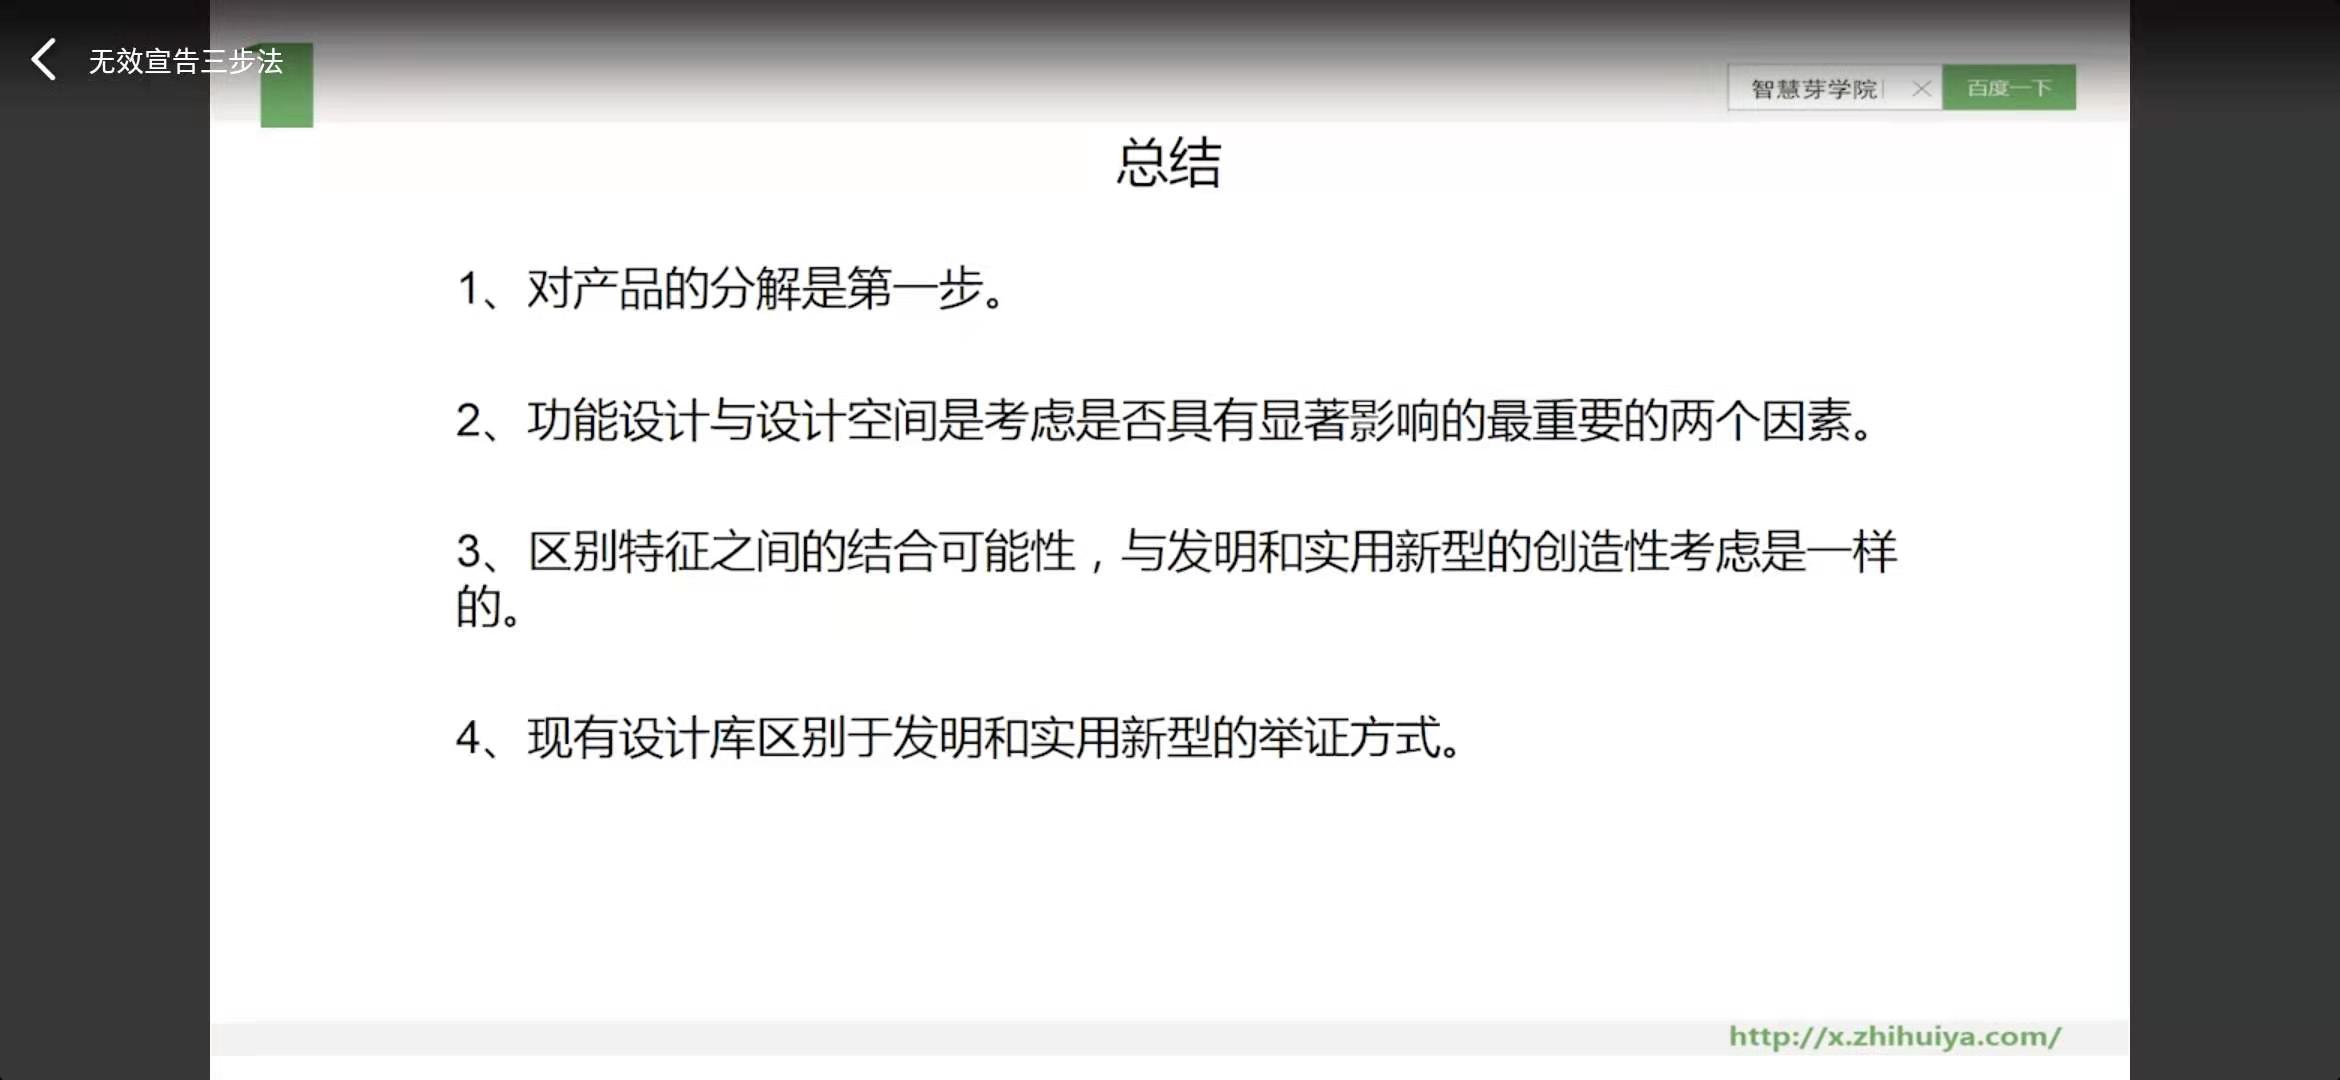 无效宣告三步法
智慧芽学院
百度一下
总结
1、对产品的分解是第一步。
2、功能设计与设计空间是考虑是否具有显著影响的最重要的两个因素。
3、区别特征之间的结合可能性，与发明和实用新型的创造性考虑是一样
的。
4、现有设计库区别于发明和实用新型的举证方式。
http://x.zhihuiya.com/